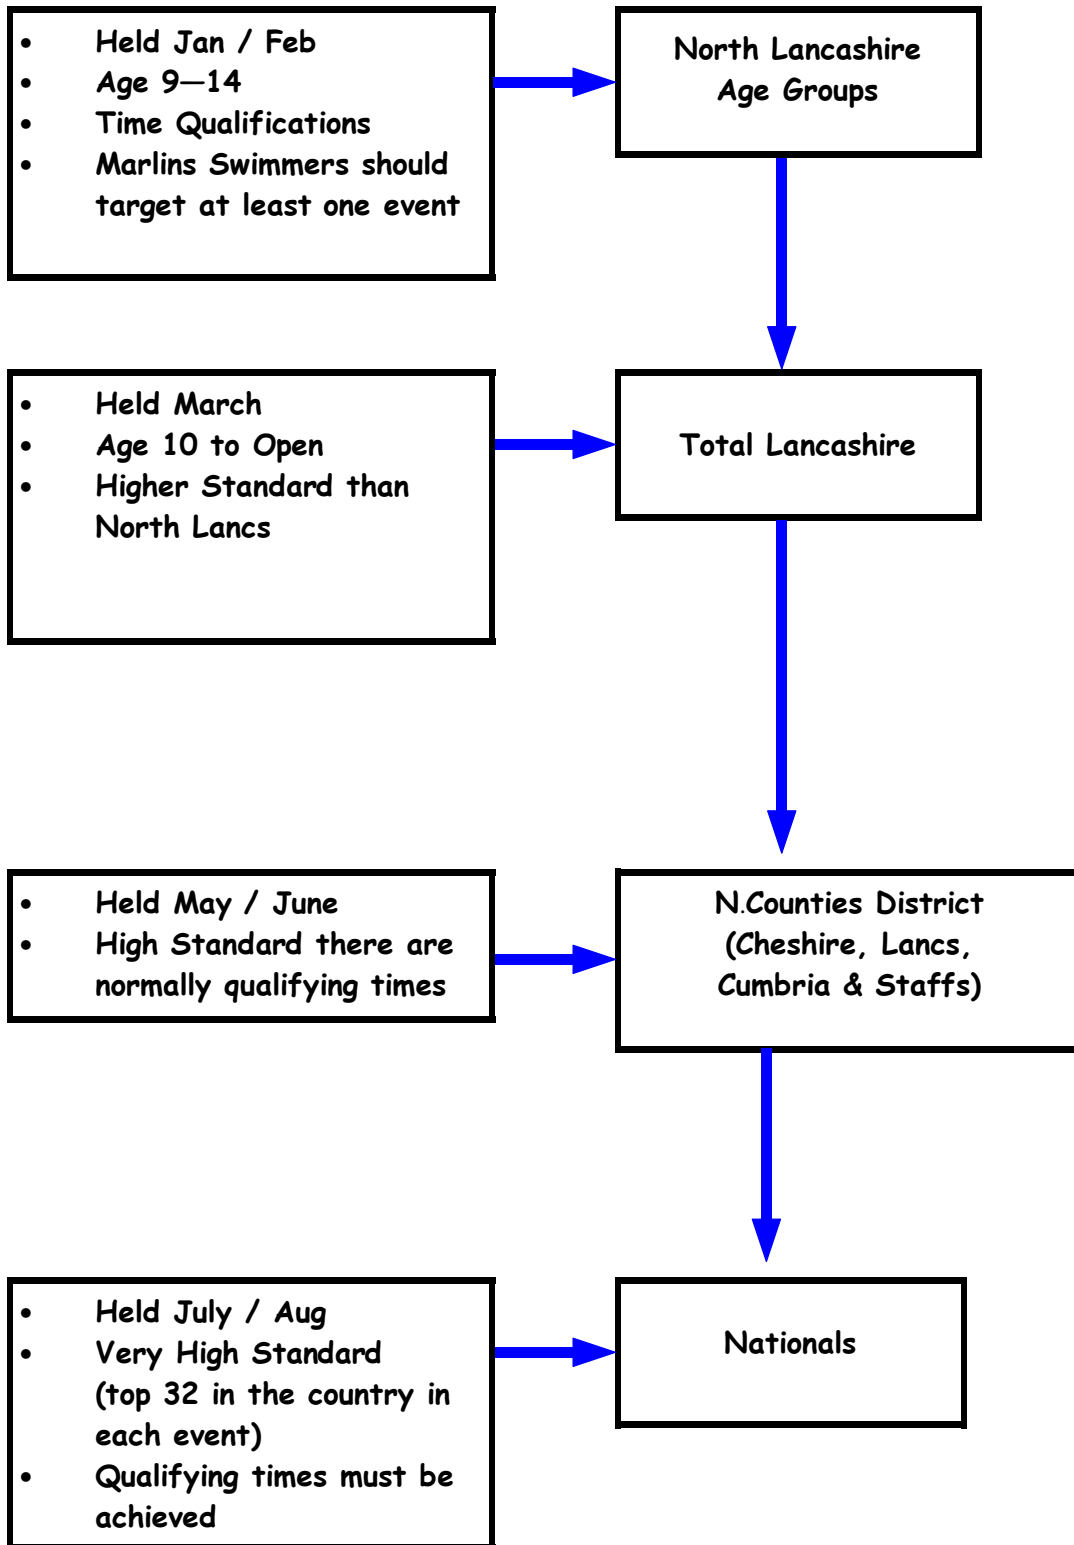 • Held Jan / Feb
• Age 9—14
• Time Qualifications
• Marlins Swimmers should
target at least one event
North Lancashire
Age Groups
• Held March
• Age 10 to Open
• Higher Standard than
North Lancs
Total Lancashire
• Held May / June
• High Standard there are
normally qualifying times
N.Counties District
(Cheshire, Lancs,
Cumbria & Staffs)
• Held July / Aug
• Very High Standard
(top 32 in the country in
each event)
• Qualifying times must be
achieved
Nationals